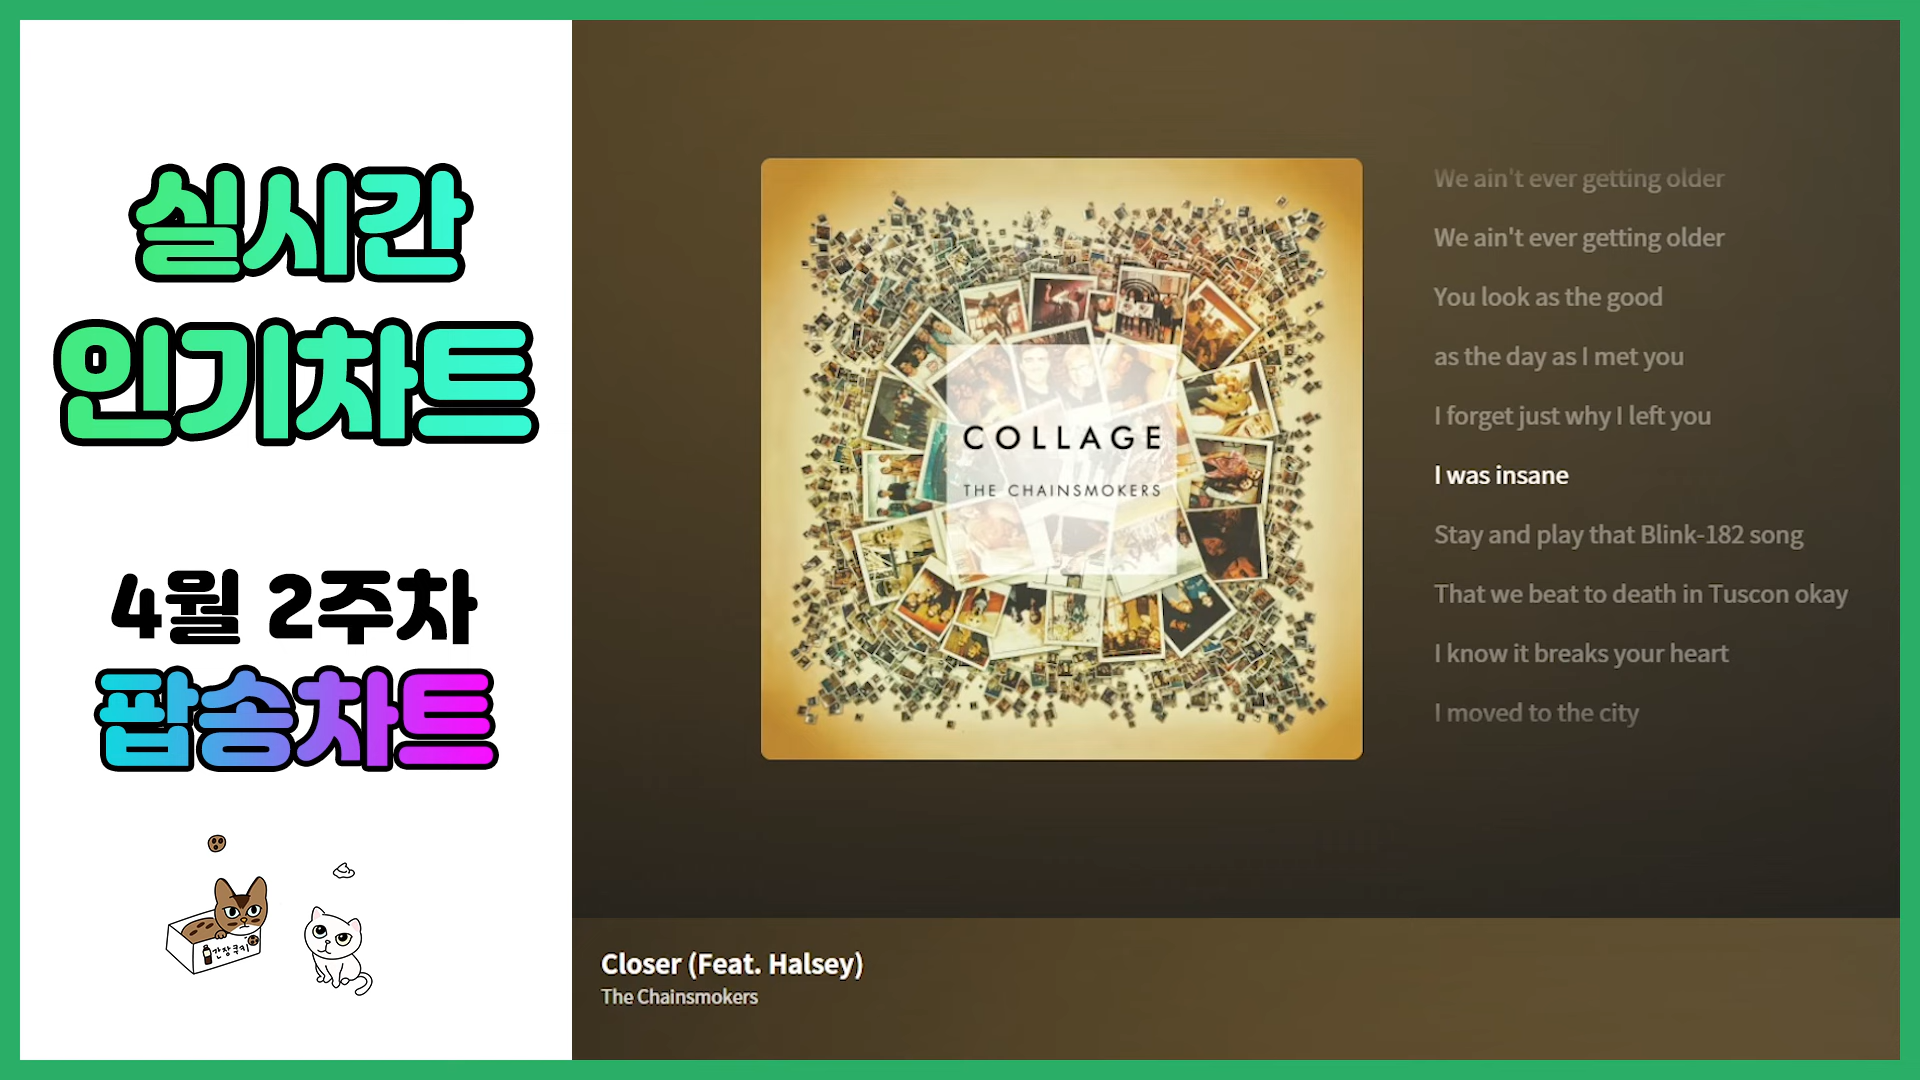 실시간
인기차트
4월 2주차
팝송차트
간장쿠키
COLLAGE
THE CHAINSMOKERS
We ain't ever getting older
We ain't ever getting older
You look as the good
as the day as I met you
I forget just why I left you
I was insane
Stay and play that Blink-182 song
That we beat to death in Tuscon okay
I know it breaks your heart
I moved to the city
Closer (Feat. Halsey)
The Chainsmokers